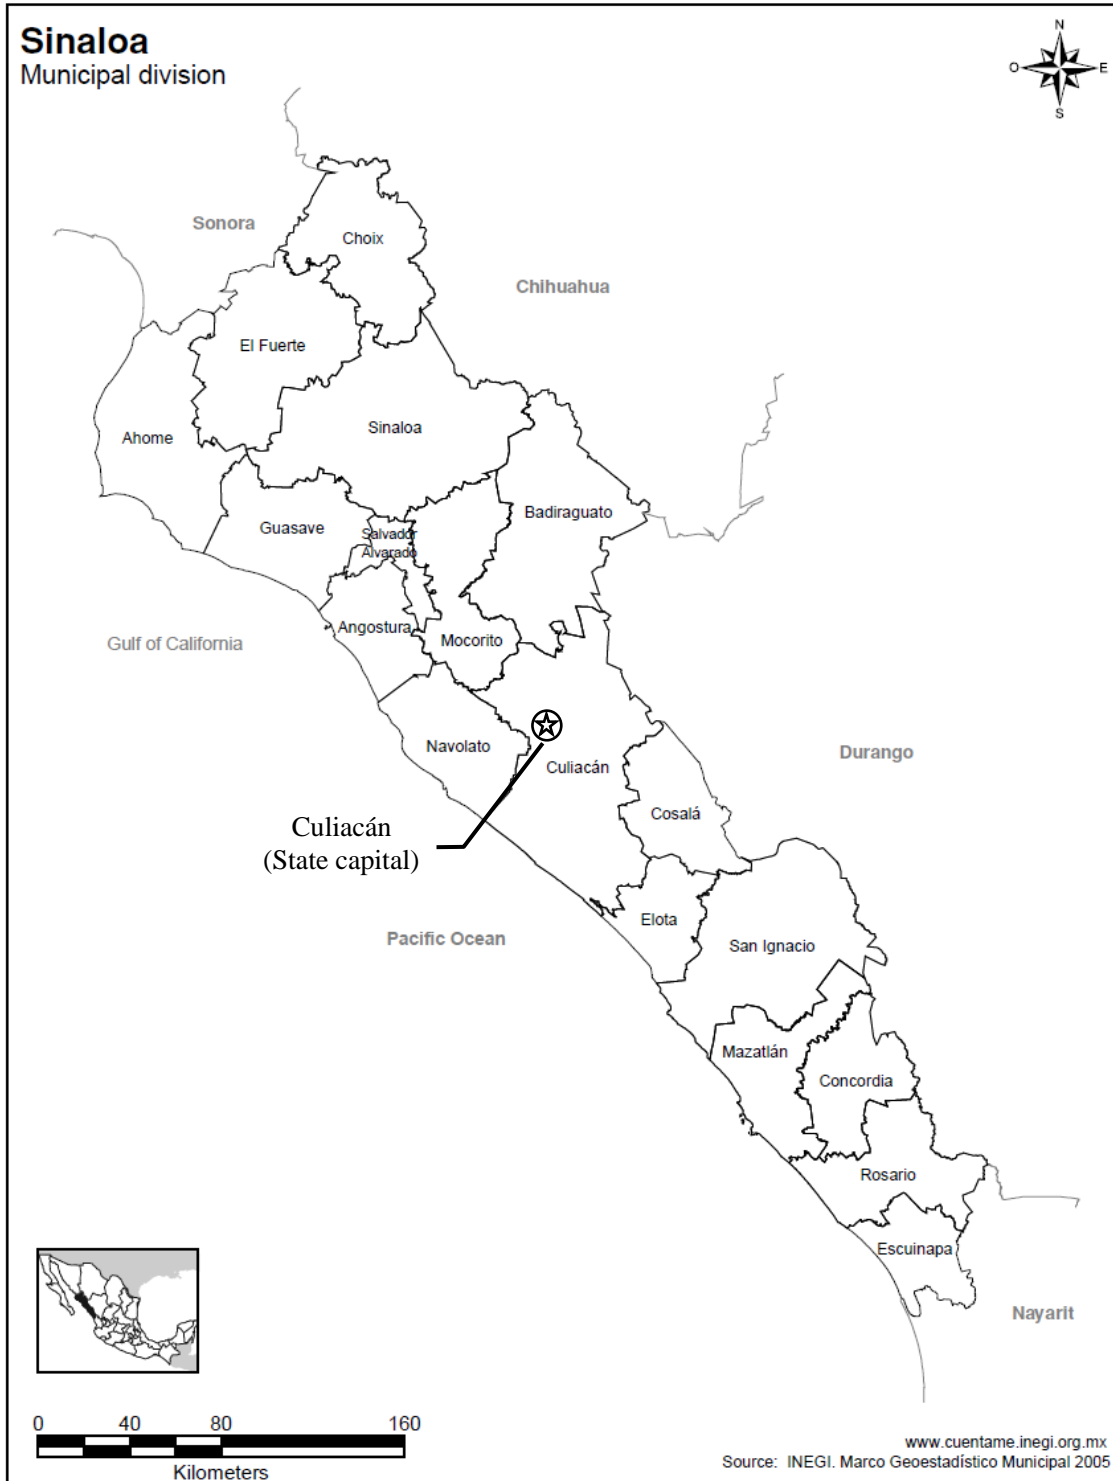 Sinaloa
Municipal division
N
O
E
S
Sonora
Choix
Chihuahua
El Fuerte
Ahome
Sinaloa
Badiraguato
Guasave
Salvador
Alvarado
Angostura
Mocorito
Gulf of California
Navolato
Culiacán
Durango
Cosalá
Culiacán
(State capital)
Elota
Pacific Ocean
San Ignacio
Mazatlán
Concordia
Rosario
Escuinapa
Nayarit
0 40 80 160
Kilometers
www.cuentame.inegi.org.mx
Source: INEGI. Marco Geoestadístico Municipal 2005